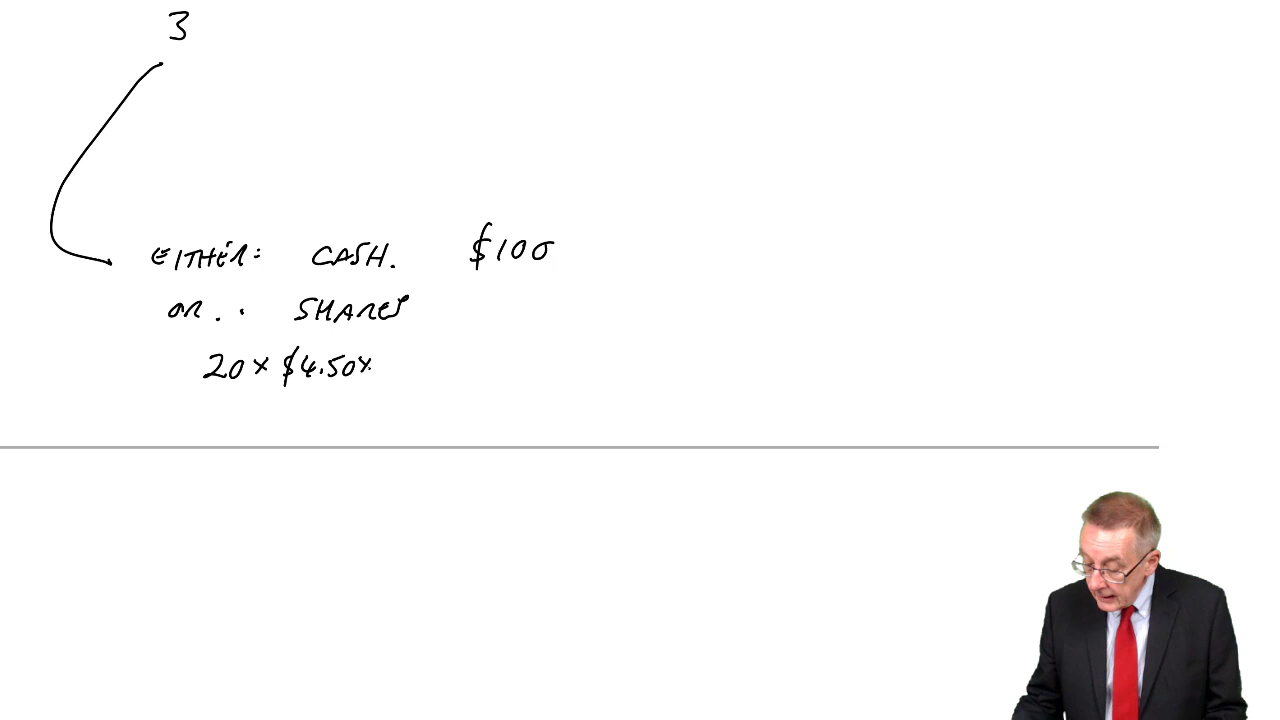 3
EITHER: CASH. $100
OR. : SHARES
20 × $4.50×